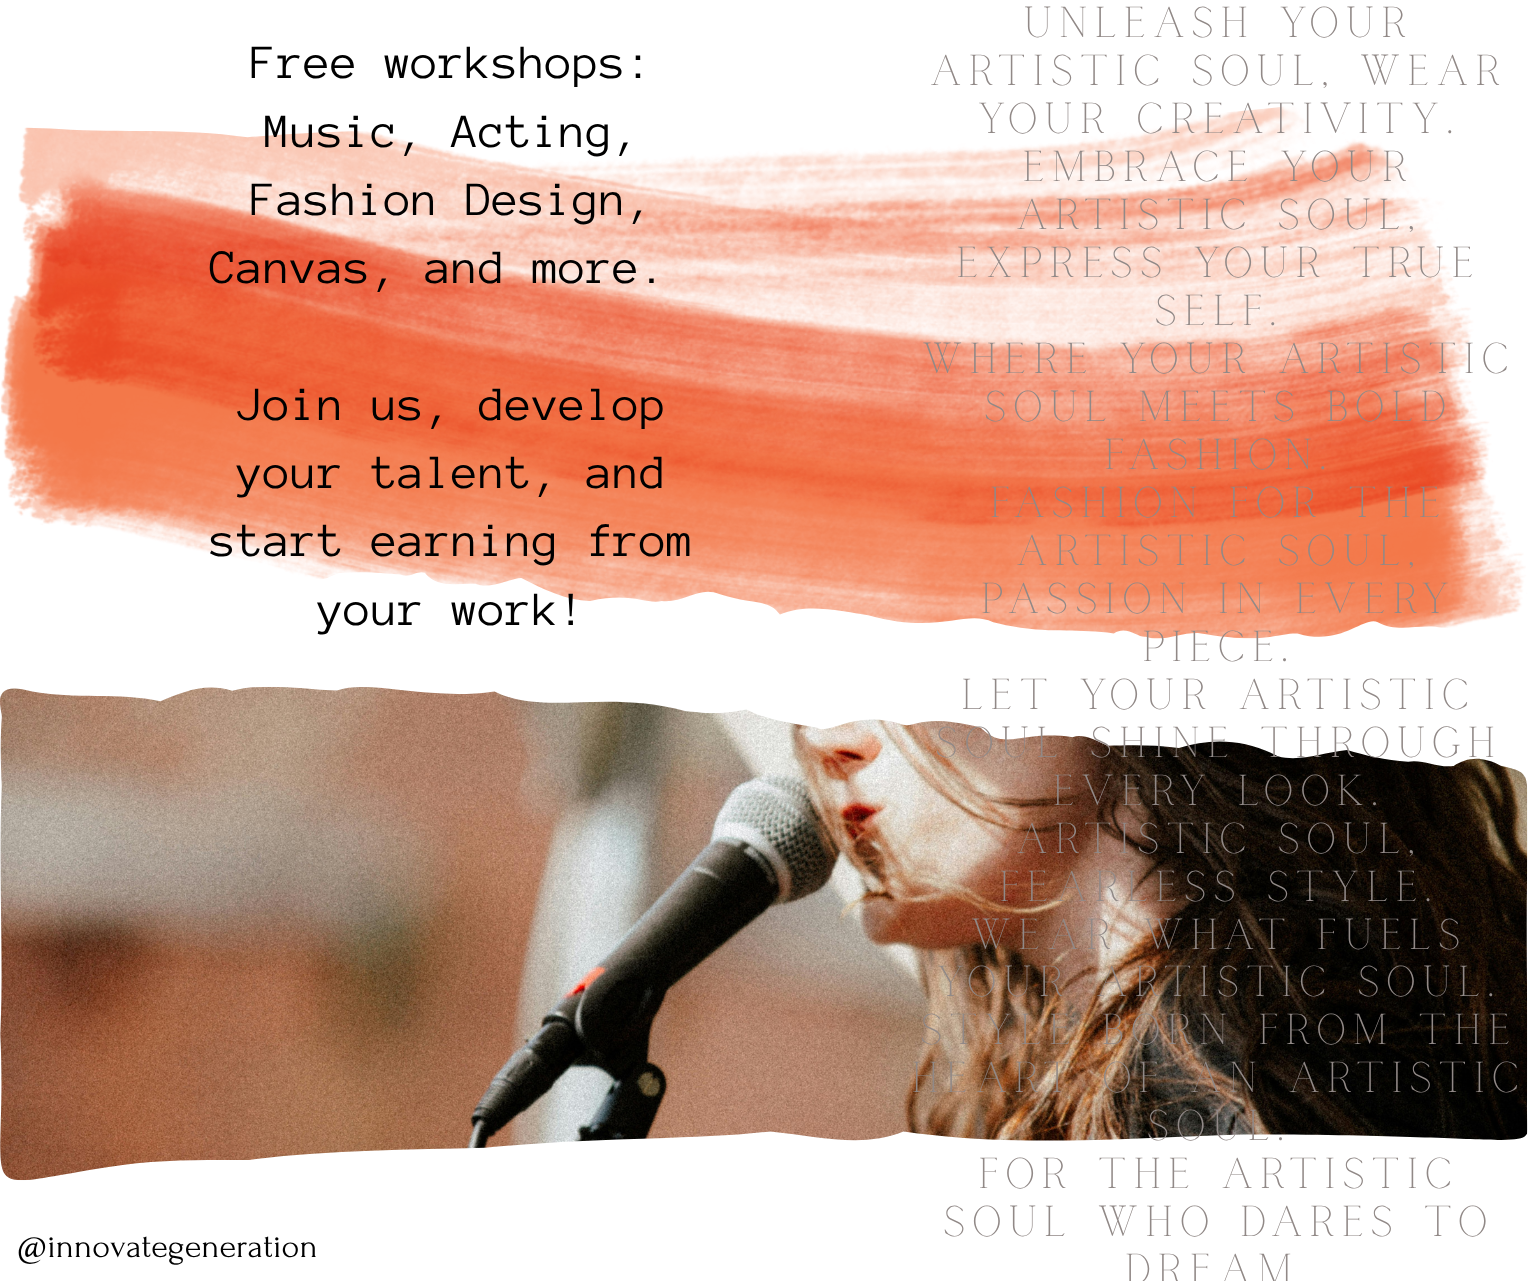 Free workshops:
Music, Acting,
Fashion Design,
Canvas, and more.
Join us, develop
your talent, and
start earning from
your work!
UNLEASH YOUR
ARTISTIC SOUL, WEAR
YOUR CREATIVITY.
EMBRACE YOUR
ARTISTIC SOUL,
EXPRESS YOUR TRUE
SELF.
WHERE YOUR ARTISTIC
SOUL MEETS BOLD
FASHION.
FASHION FOR THE
ARTISTIC SOUL.
PASSION IN EVERY
PIECE.
LET YOUR ARTISTIC
SOUL SHINE THROUGH
EVERY LOOK.
ARTISTIC SOUL,
FEARLESS STYLE.
WEAR WHAT FUELS
YOUR ARTISTIC SOUL.
STYLE BORN FROM THE
HEART OF AN ARTISTIC
SOUL.
FOR THE ARTISTIC
SOUL WHO DARES TO
DREAM
@innovategeneration